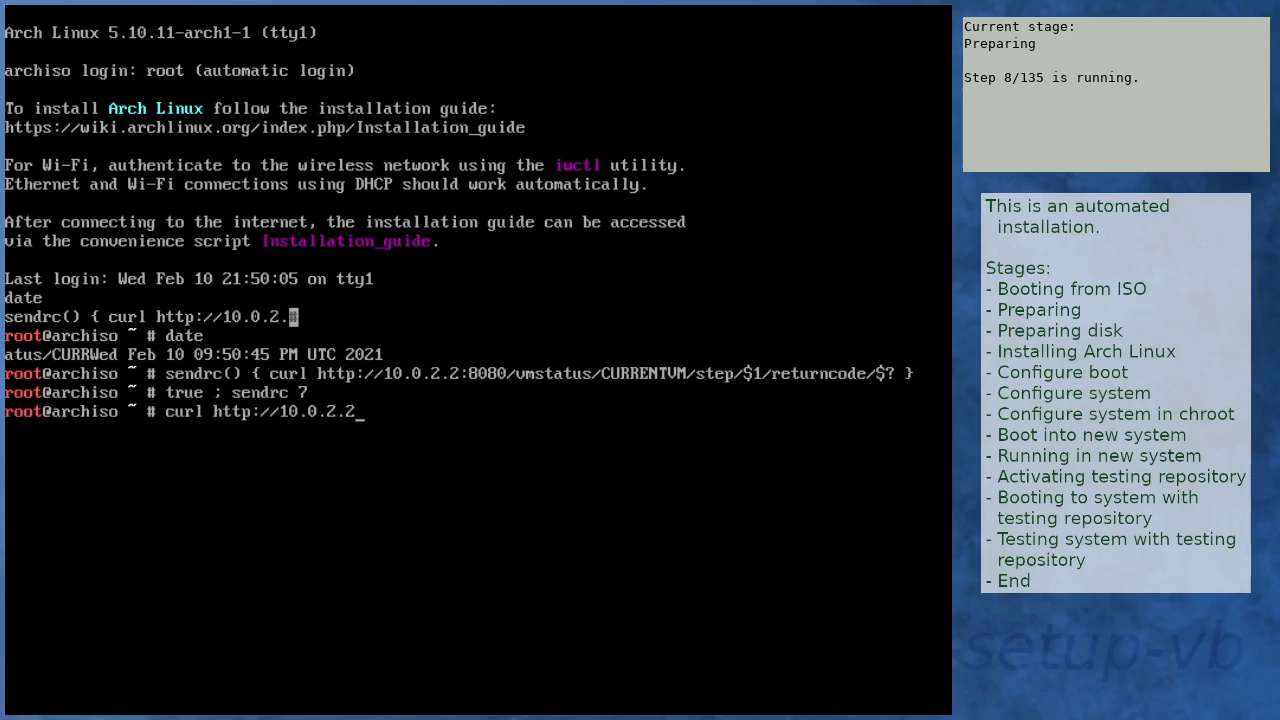 Arch Linux 5.10.11-arch1-1 (tty1)
archiso login: root (automatic login)
To install Arch Linux follow the installation guide:
https://wiki.archlinux.org/index.php/Installation_guide
For Wi-Fi, authenticate to the wireless network using the iwctl utility.
Ethernet and Wi-Fi connections using DHCP should work automatically.
After connecting to the internet, the installation guide can be accessed
via the convenience script Installation_guide.
Last login: Wed Feb 10 21:50:05 on tty1
date
sendrc() { curl http://10.0.2.#
root@archiso ~ # date
atus/CURRWed Feb 10 09:50:45 PM UTC 2021
root@archiso ~ # sendrc() { curl http://10.0.2.2:8080/vmstatus/CURRENTVM/step/$1/returncode/$? }
root@archiso ~ # true ; sendrc 7
root@archiso ~ # curl http://10.0.2.2_
Current stage:
Preparing
Step 8/135 is running.
This is an automated
installation.
Stages:
- Booting from ISO
- Preparing
- Preparing disk
- Installing Arch Linux
- Configure boot
- Configure system
- Configure system in chroot
- Boot into new system
- Running in new system
- Activating testing repository
- Booting to system with
testing repository
- Testing system with testing
repository
- End
setup-vb